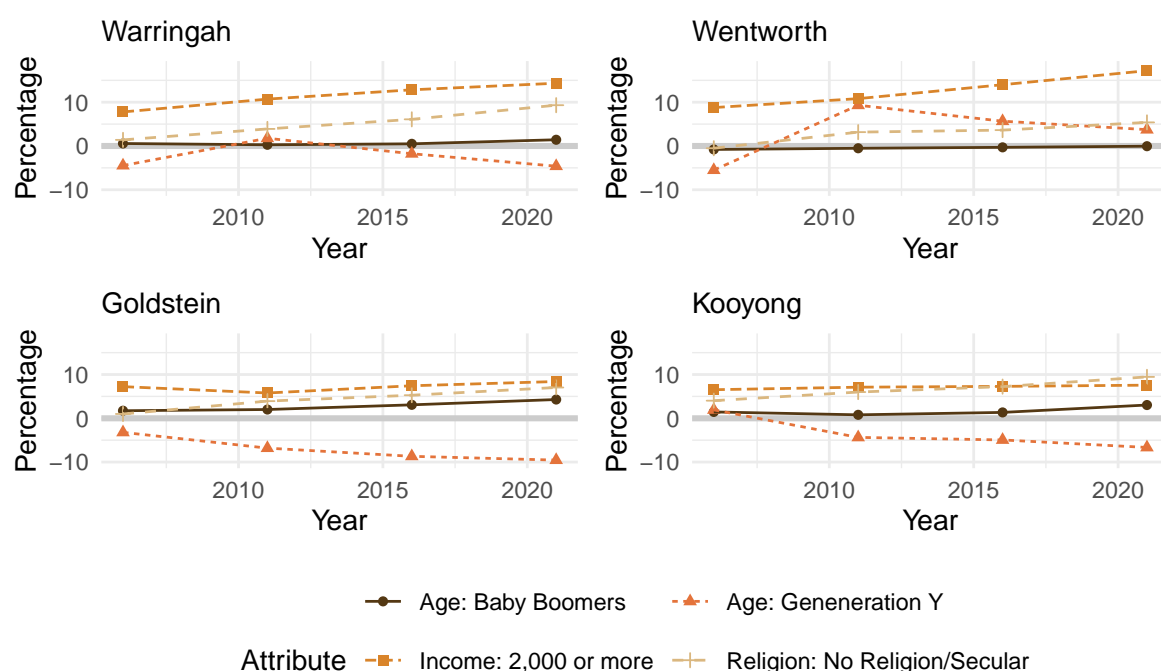 Warringah
Wentworth
Percentage
10
0
−10
2010
2015
2020
Year
Percentage
10
0
−10
2010
2015
2020
Year
Goldstein
Kooyong
Percentage
10
0
−10
2010
2015
2020
Year
Percentage
10
0
−10
2010
2015
2020
Year
Age: Baby Boomers
Age: Geneneration Y
Attribute
Income: 2,000 or more
Religion: No Religion/Secular